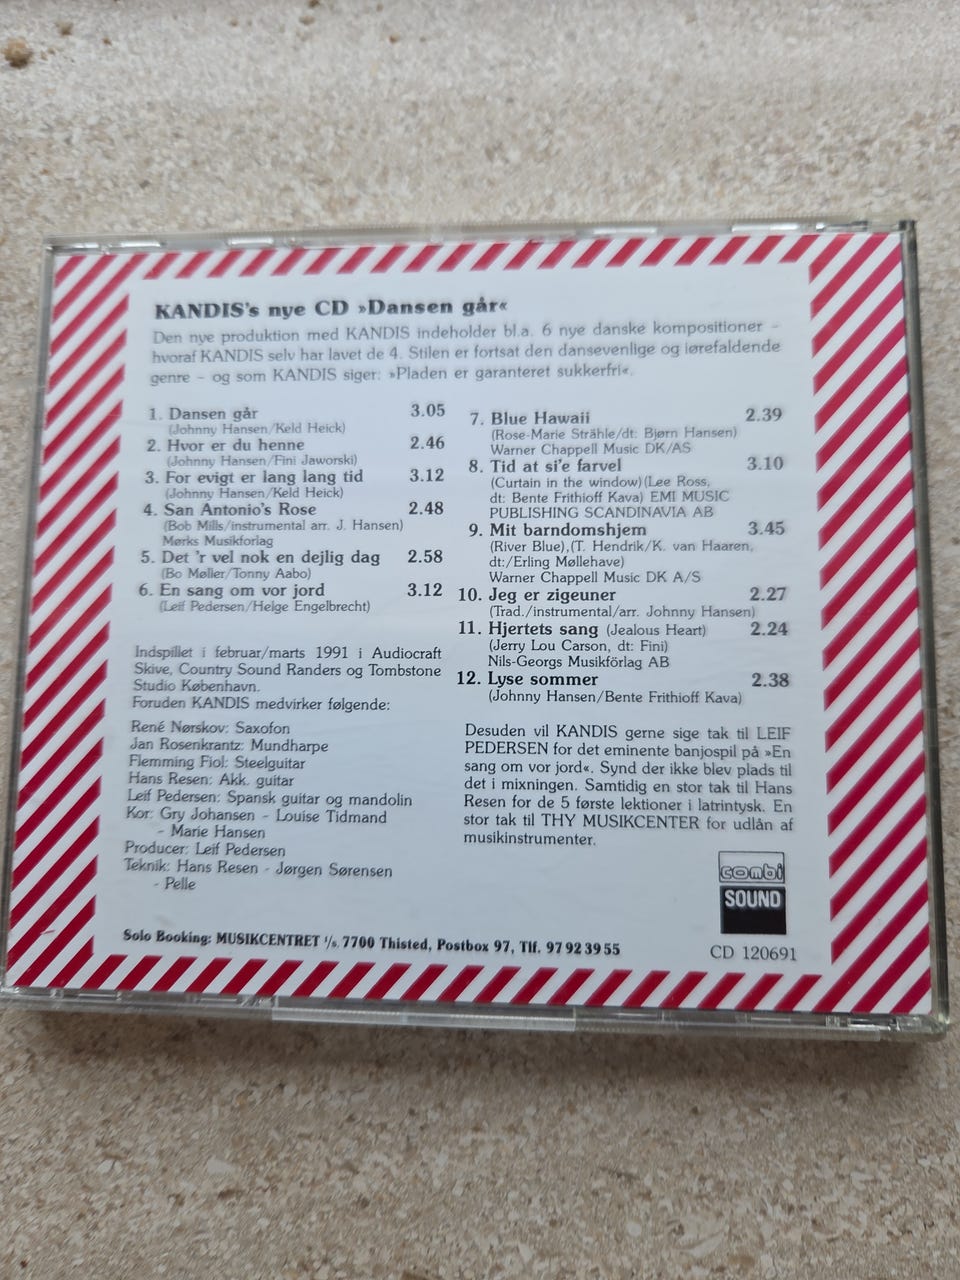 KANDIS's nye CD »Dansen går«
Den nye produktion med KANDIS indeholder bl.a. 6 nye danske kompositioner –
hvoraf KANDIS selv har lavet de 4. Stilen er fortsat den dansevenlige og iørefaldende
genre – og som KANDIS siger: »Pladen er garanteret sukkerfri«.
1. Dansen går 3.05
(Johnny Hansen/Keld Heick)
2. Hvor er du henne 2.46
(Johnny Hansen/Fini Jaworski)
3. For evigt er lang lang tid 3.12
(Johnny Hansen/Keld Heick)
4. San Antonio's Rose 2.48
(Bob Mills/instrumental arr. J. Hansen)
Mørks Musikforlag
5. Det 'r vel nok en dejlig dag 2.58
(Bo Møller/Tonny Aabo)
6. En sang om vor jord 3.12
(Leif Pedersen/Helge Engelbrecht)
Indspillet i februar/marts 1991 i Audiocraft
Skive, Country Sound Randers og Tombstone
Studio København.
Foruden KANDIS medvirker følgende:
René Nørskov: Saxofon
Jan Rosenkrantz: Mundharpe
Flemming Fiol: Steelguitar
Hans Resen: Akk. guitar
Leif Pedersen: Spansk guitar og mandolin
Kor: Gry Johansen - Louise Tidmand
- Marie Hansen
Producer: Leif Pedersen
Teknik: Hans Resen - Jørgen Sørensen
- Pelle
7. Blue Hawaii 2.39
(Rose-Marie Strähle/dt: Bjørn Hansen)
Warner Chappell Music DK/AS
8. Tid at si'e farvel 3.10
(Curtain in the window) (Lee Ross,
dt: Bente Frithioff Kava) EMI MUSIC
PUBLISHING SCANDINAVIA AB
9. Mit barndomshjem 3.45
(River Blue),(T. Hendrik/K. van Haaren,
dt:/Erling Møllehave)
Warner Chappell Music DK A/S
10. Jeg er zigeuner 2.27
(Trad./instrumental/arr. Johnny Hansen)
11. Hjertets sang (Jealous Heart) 2.24
(Jerry Lou Carson, dt: Fini)
Nils-Georgs Musikförlag AB
12. Lyse sommer 2.38
(Johnny Hansen/Bente Frithioff Kava)
Desuden vil KANDIS gerne sige tak til LEIF
PEDERSEN for det eminente banjospil på »En
sang om vor jord«. Synd der ikke blev plads til
det i mixningen. Samtidig en stor tak til Hans
Resen for de 5 første lektioner i latrintysk. En
stor tak til THY MUSIKCENTER for udlån af
musikinstrumenter.
combi
SOUND
Solo Booking: MUSIKCENTRET I/S, 7700 Thisted, Postbox 97, Tlf. 97 92 39 55
CD 120691